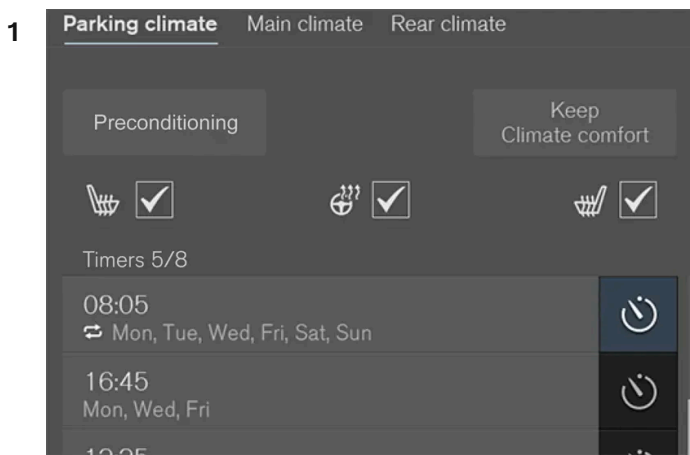 1
Parking climate Main climate Rear climate
Preconditioning
Keep
Climate comfort
Timers 5/8
08:05
Mon, Tue, Wed, Fri, Sat, Sun
16:45
Mon, Wed, Fri